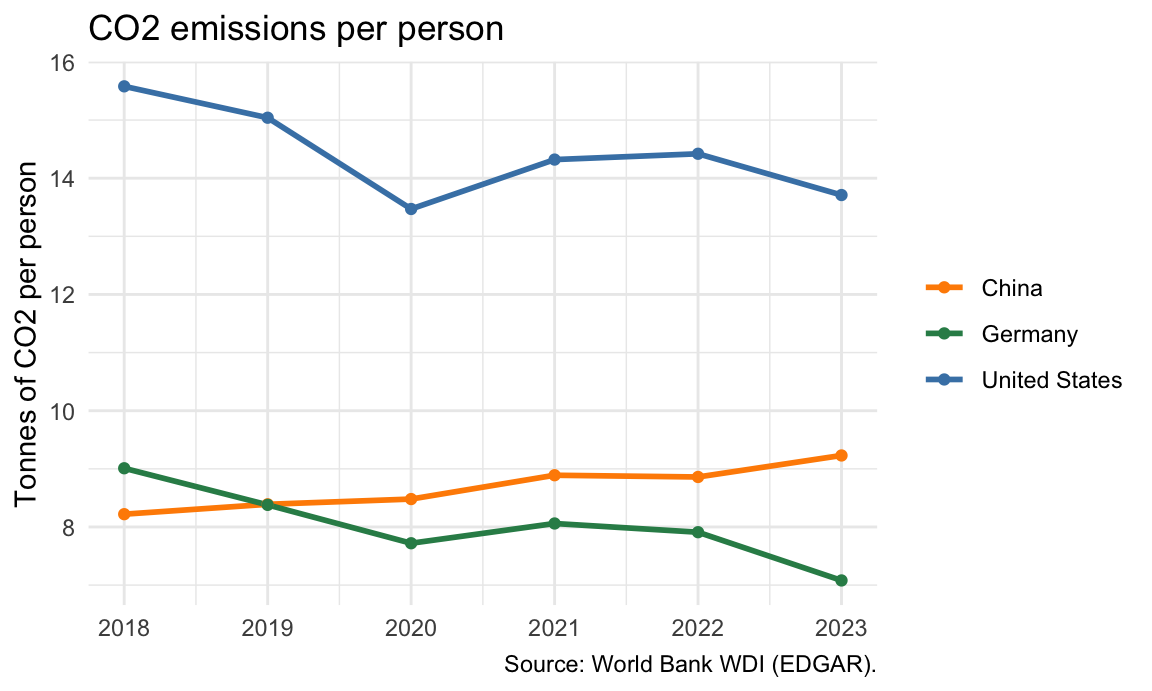 CO2 emissions per person
Tonnes of CO2 per person
16
14
12
10
8
2018 2019 2020 2021 2022 2023
China
Germany
United States
Source: World Bank WDI (EDGAR).